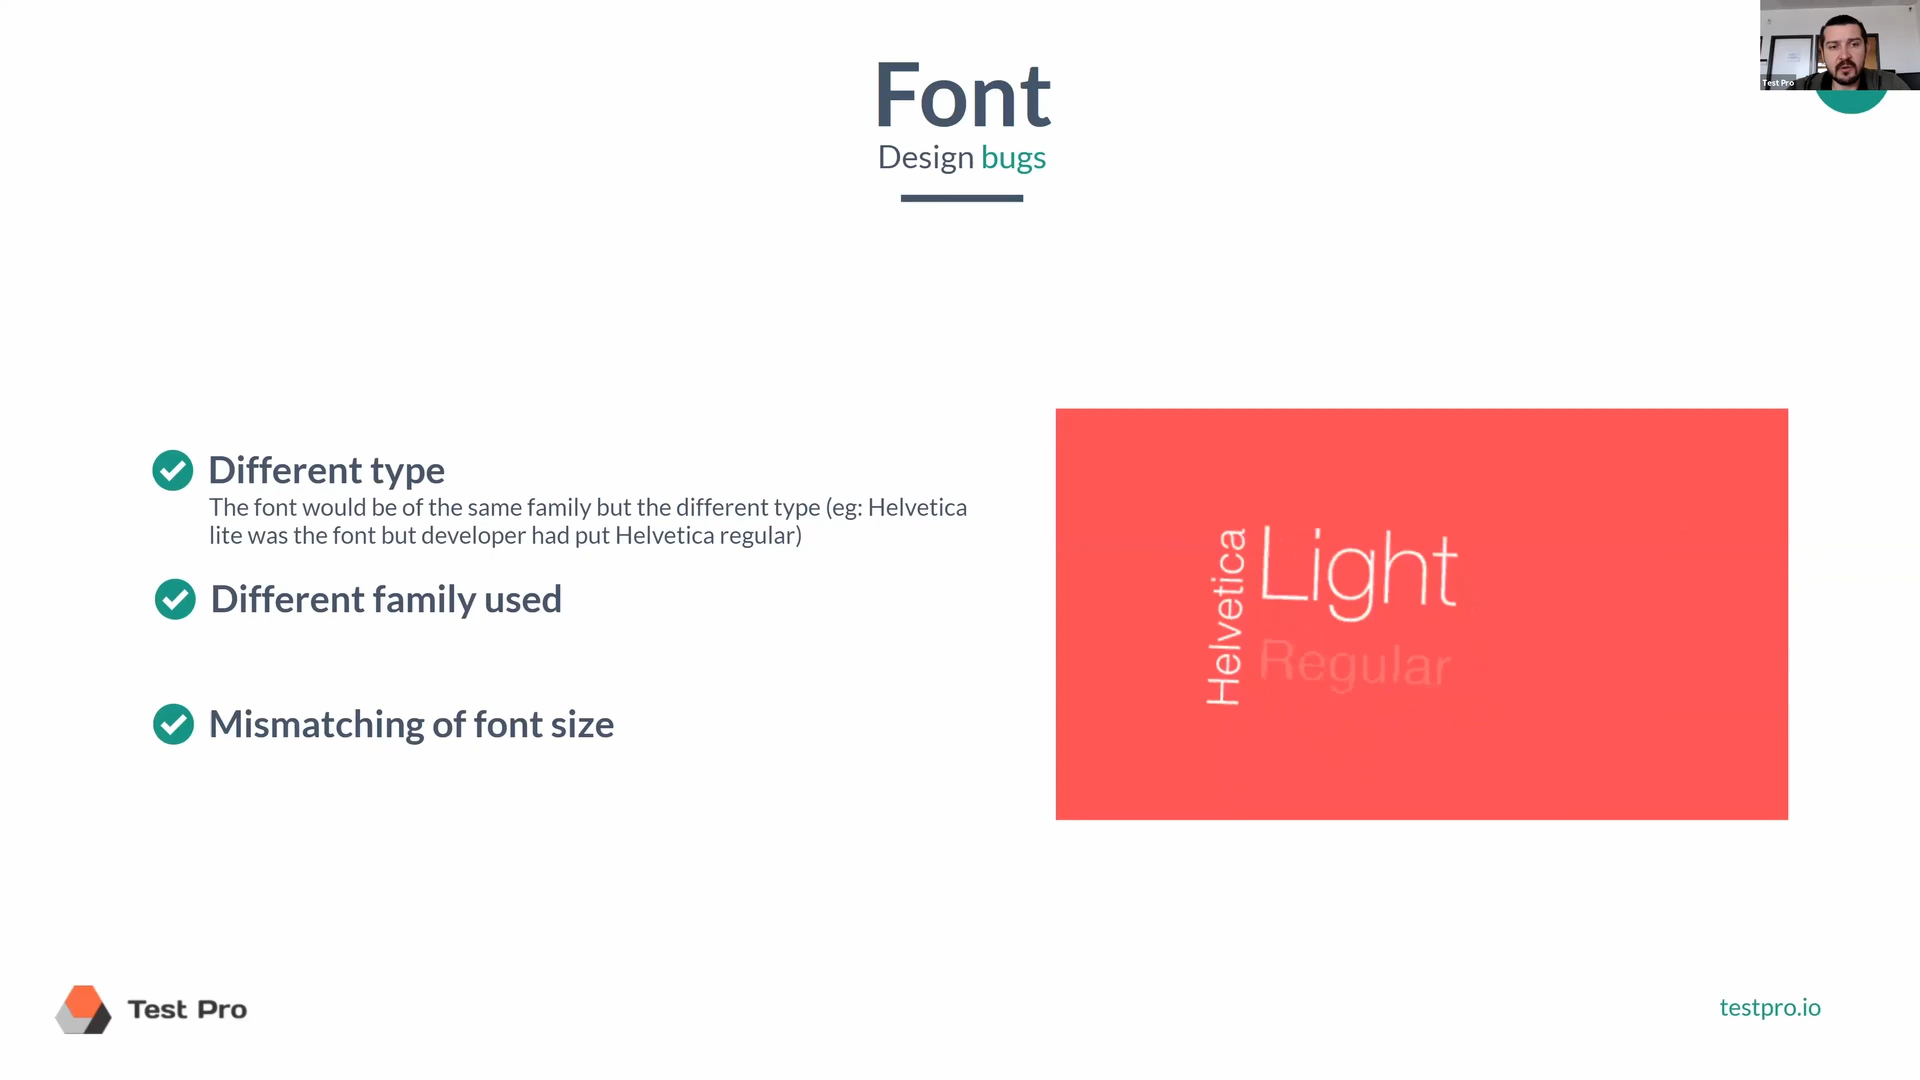 Font
Design bugs
Test Pro
Different type
The font would be of the same family but the different type (eg: Helvetica
lite was the font but developer had put Helvetica regular)
Different family used
Mismatching of font size
Helvetica
Light
Regular
Test Pro
testpro.io